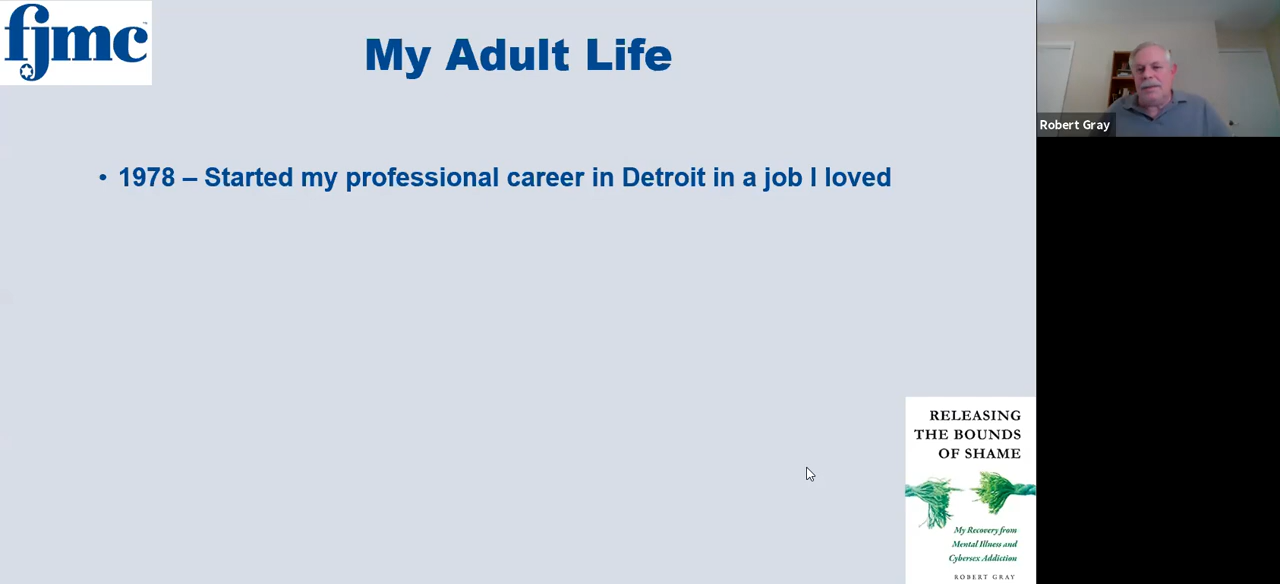 fjmc
™
My Adult Life
• 1978 – Started my professional career in Detroit in a job I loved
Robert Gray
RELEASING
THE BOUNDS
OF SHAME
My Recovery from
Mental Illness and
Cybersex Addiction
ROBERT GRAY